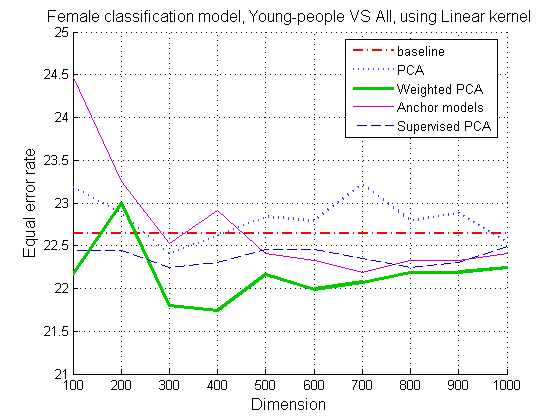 Female classification model, Young-people VS All, using Linear kernel
25
24.5
24
23.5
23
22.5
22
21.5
21
Equal error rate
baseline
PCA
Weighted PCA
Anchor models
Supervised PCA
100 200 300 400 500 600 700 800 900 1000
Dimension